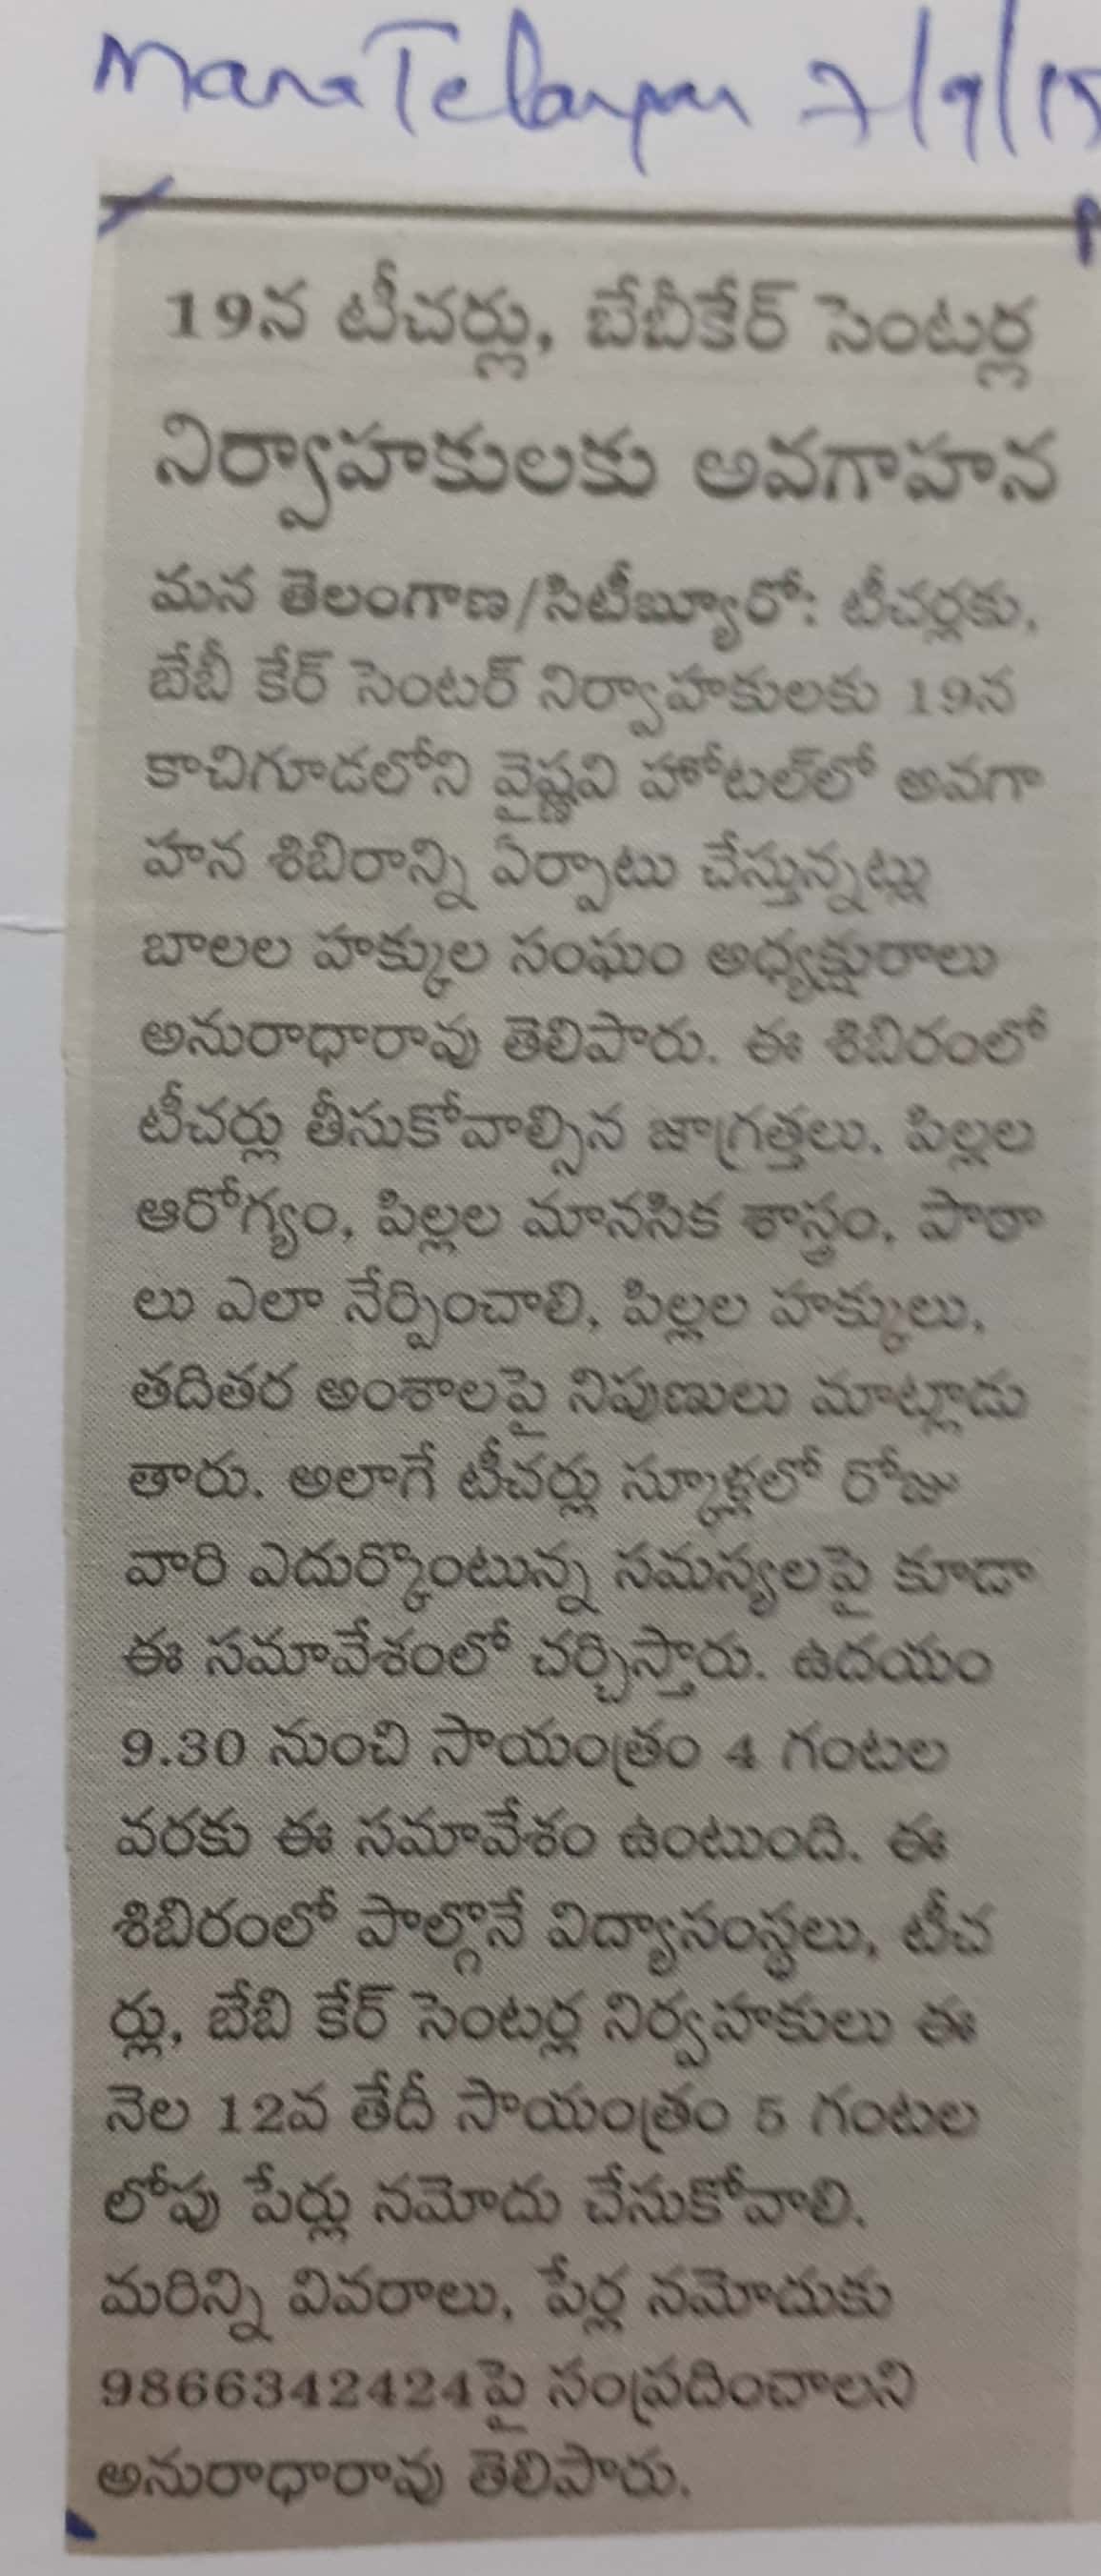 Mana Telangana 7/9/15
19న టీచర్లు, బేబీకేర్ సెంటర్ల
నిర్వాహకులకు అవగాహన
మన తెలంగాణ/సిటీబ్యూరో: టీచర్లకు,
బేబీ కేర్ సెంటర్ నిర్వాహకులకు 19న
కాచిగూడలోని వైష్ణవి హోటల్‌లో అవగా
హన శిబిరాన్ని ఏర్పాటు చేస్తున్నట్లు
బాలల హక్కుల సంఘం అధ్యక్షురాలు
అనురాధారావు తెలిపారు. ఈ శిబిరంలో
టీచర్లు తీసుకోవాల్సిన జాగ్రత్తలు, పిల్లల
ఆరోగ్యం, పిల్లల మానసిక శాస్త్రం, పాఠా
లు ఎలా నేర్పించాలి, పిల్లల హక్కులు,
తదితర అంశాలపై నిపుణులు మాట్లాడు
తారు. అలాగే టీచర్లు స్కూళ్లలో రోజు
వారి ఎదుర్కొంటున్న సమస్యలపై కూడా
ఈ సమావేశంలో చర్చిస్తారు. ఉదయం
9.30 నుంచి సాయంత్రం 4 గంటల
వరకు ఈ సమావేశం ఉంటుంది. ఈ
శిబిరంలో పాల్గొనే విద్యాసంస్థలు, టీచ
ర్లు, బేబి కేర్ సెంటర్ల నిర్వహకులు ఈ
నెల 12వ తేదీ సాయంత్రం 5 గంటల
లోపు పేర్లు నమోదు చేసుకోవాలి.
మరిన్ని వివరాలు, పేర్ల నమోదుకు
9866342424పై సంప్రదించాలని
అనురాధారావు తెలిపారు.